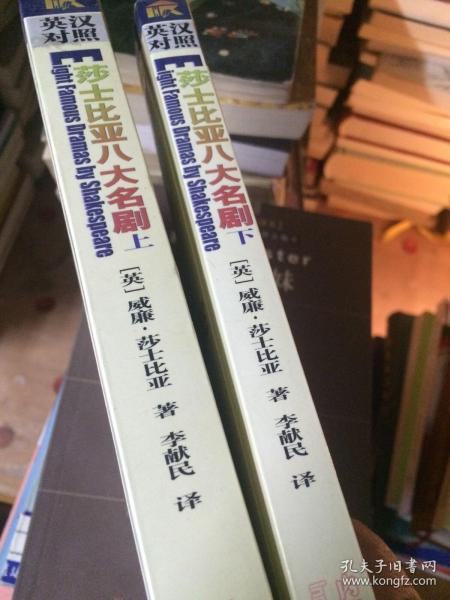 英汉
对照
莎士比亚八大名剧 上
Eight Famous Dramas by Shakespeare
[英] 威廉·莎士比亚 著
李献民 译
英汉
对照
莎士比亚八大名剧 下
Eight Famous Dramas by Shakespeare
[英] 威廉·莎士比亚 著
李献民 译
ster
妹
孔夫子旧书网
www.kongfz.com